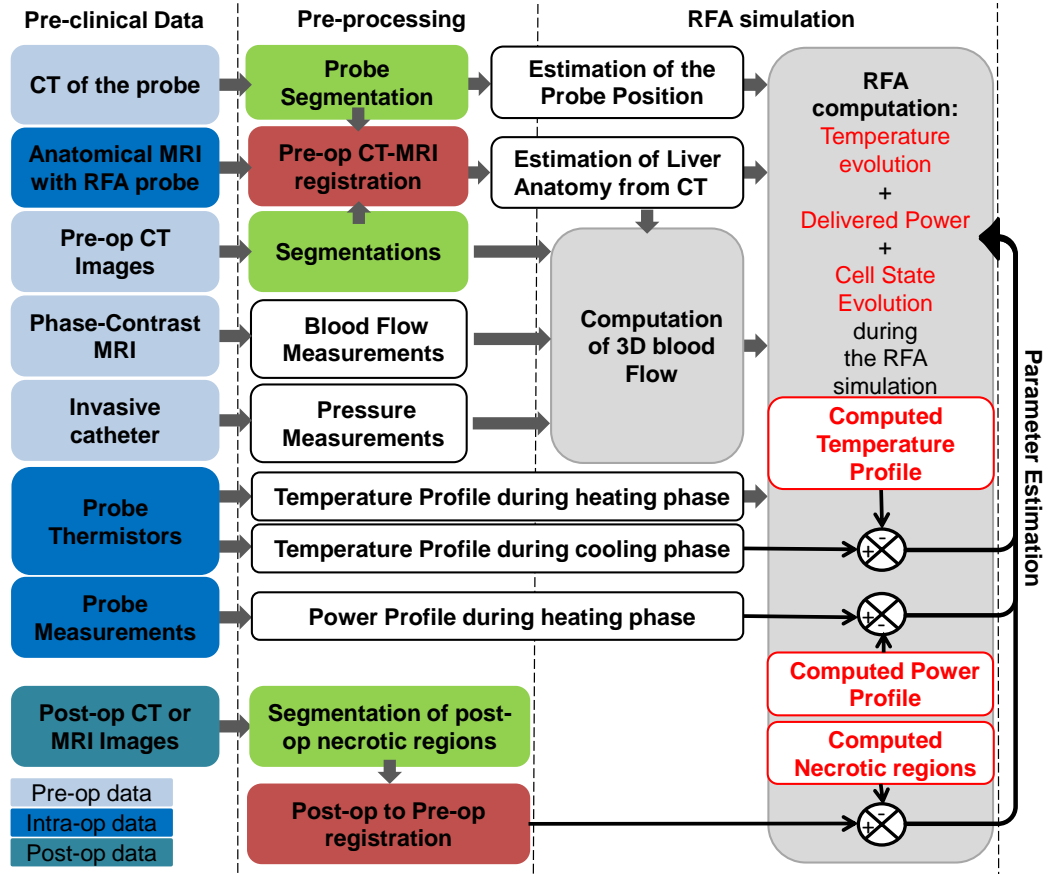 Pre-clinical Data
Pre-processing
RFA simulation
CT of the probe
Probe
Segmentation
Estimation of the
Probe Position
Anatomical MRI
with RFA probe
Pre-op CT-MRI
registration
Estimation of Liver
Anatomy from CT
Pre-op CT
Images
Segmentations
Phase-Contrast
MRI
Blood Flow
Measurements
Computation
of 3D blood
Flow
Invasive
catheter
Pressure
Measurements
RFA
computation:
Temperature
evolution
+
Delivered Power
+
Cell State
Evolution
during
the RFA
simulation
Computed
Temperature
Profile
Parameter Estimation
Probe
Thermistors
Temperature Profile during heating phase
Temperature Profile during cooling phase
+
-
Probe
Measurements
Power Profile during heating phase
+
-
Computed Power
Profile
Post-op CT or
MRI Images
Segmentation of post-
op necrotic regions
Computed
Necrotic regions
Post-op to Pre-op
registration
+
-
Pre-op data
Intra-op data
Post-op data